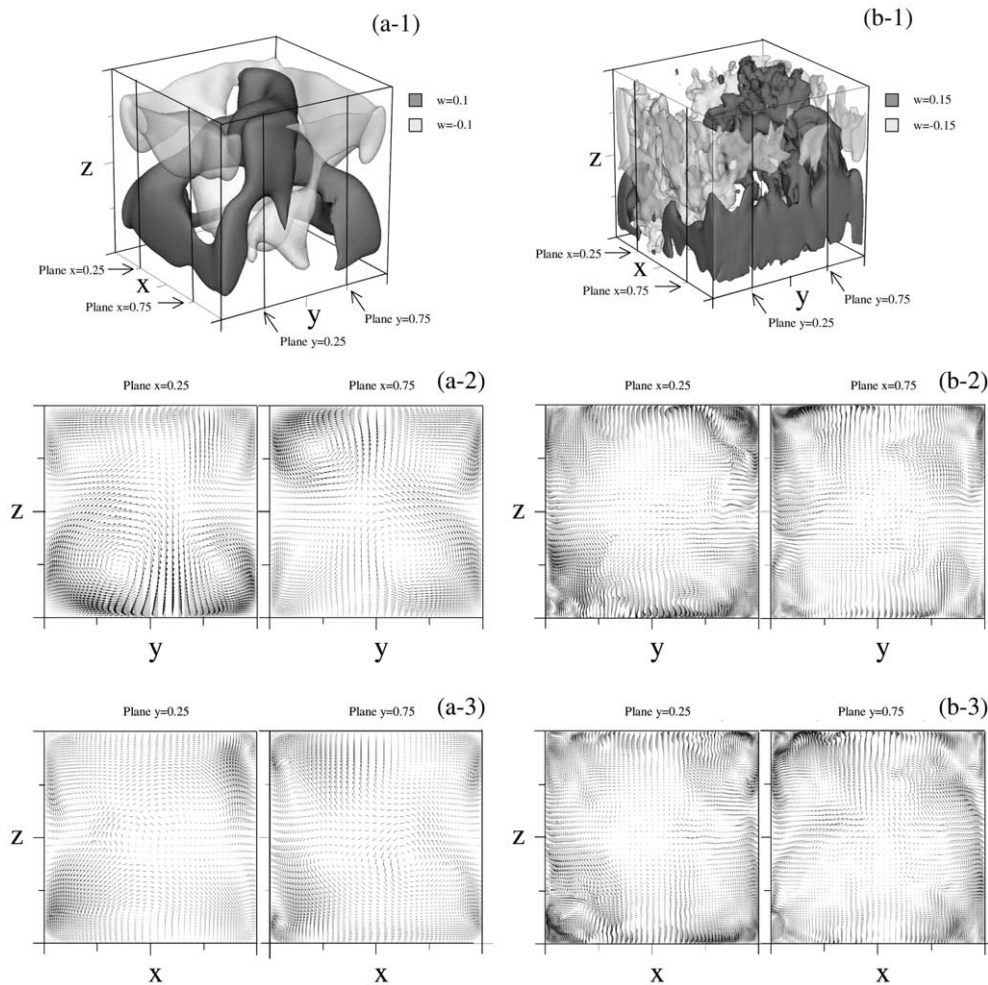 (a-1)
w=0.1
w=-0.1
z
Plane x=0.25
x
Plane x=0.75
y
Plane y=0.75
Plane y=0.25
(b-1)
w=0.15
w=-0.15
z
Plane x=0.25
x
Plane x=0.75
y
Plane y=0.75
Plane y=0.25
(a-2)
Plane x=0.25
Plane x=0.75
z
y
y
(b-2)
Plane x=0.25
Plane x=0.75
z
y
y
(a-3)
Plane y=0.25
Plane y=0.75
z
x
x
(b-3)
Plane y=0.25
Plane y=0.75
z
x
x